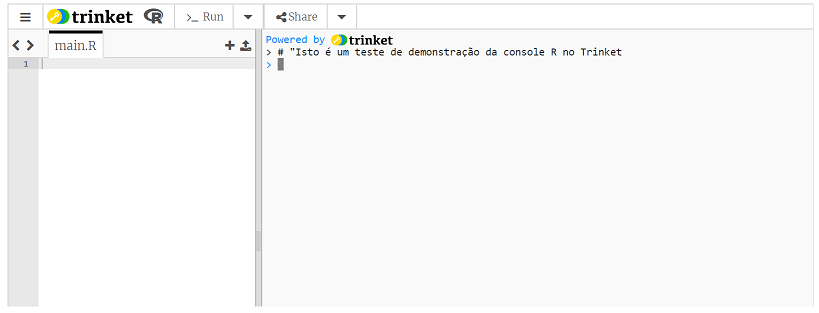 trinket R >_ Run Share
main.R
1
Powered by trinket
> # "Isto é um teste de demonstração da console R no Trinket
>